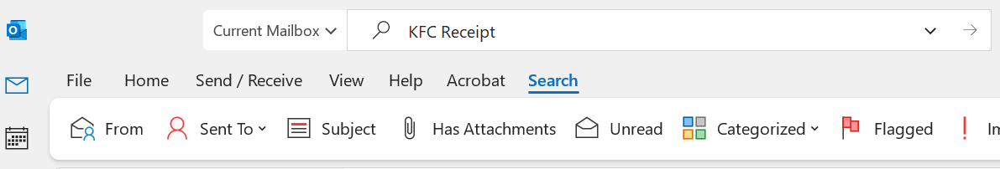 Current Mailbox KFC Receipt
File Home Send / Receive View Help Acrobat Search
From Sent To Subject Has Attachments Unread Categorized Flagged